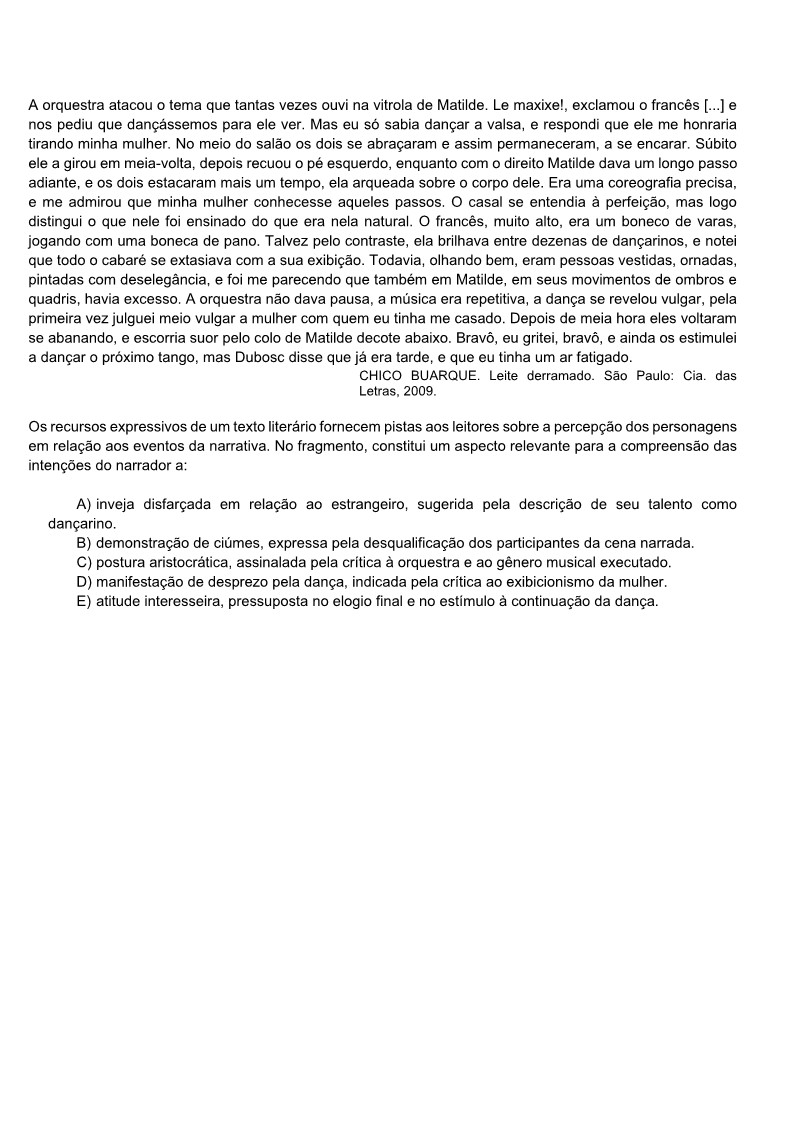 A orquestra atacou o tema que tantas vezes ouvi na vitrola de Matilde. Le maxixe!, exclamou o francês [...] e
nos pediu que dançássemos para ele ver. Mas eu só sabia dançar a valsa, e respondi que ele me honraria
tirando minha mulher. No meio do salão os dois se abraçaram e assim permaneceram, a se encarar. Súbito
ele a girou em meia-volta, depois recuou o pé esquerdo, enquanto com o direito Matilde dava um longo passo
adiante, e os dois estacaram mais um tempo, ela arqueada sobre o corpo dele. Era uma coreografia precisa,
e me admirou que minha mulher conhecesse aqueles passos. O casal se entendia à perfeição, mas logo
distingui o que nele foi ensinado do que era nela natural. O francês, muito alto, era um boneco de varas,
jogando com uma boneca de pano. Talvez pelo contraste, ela brilhava entre dezenas de dançarinos, e notei
que todo o cabaré se extasiava com a sua exibição. Todavia, olhando bem, eram pessoas vestidas, ornadas,
pintadas com deselegância, e foi me parecendo que também em Matilde, em seus movimentos de ombros e
quadris, havia excesso. A orquestra não dava pausa, a música era repetitiva, a dança se revelou vulgar, pela
primeira vez julguei meio vulgar a mulher com quem eu tinha me casado. Depois de meia hora eles voltaram
se abanando, e escorria suor pelo colo de Matilde decote abaixo. Bravô, eu gritei, bravô, e ainda os estimulei
a dançar o próximo tango, mas Dubosc disse que já era tarde, e que eu tinha um ar fatigado.
CHICO BUARQUE. Leite derramado. São Paulo: Cia. das
Letras, 2009.
Os recursos expressivos de um texto literário fornecem pistas aos leitores sobre a percepção dos personagens
em relação aos eventos da narrativa. No fragmento, constitui um aspecto relevante para a compreensão das
intenções do narrador a:
A) inveja disfarçada em relação ao estrangeiro, sugerida pela descrição de seu talento como
dançarino.
B) demonstração de ciúmes, expressa pela desqualificação dos participantes da cena narrada.
C) postura aristocrática, assinalada pela crítica à orquestra e ao gênero musical executado.
D) manifestação de desprezo pela dança, indicada pela crítica ao exibicionismo da mulher.
E) atitude interesseira, pressuposta no elogio final e no estímulo à continuação da dança.